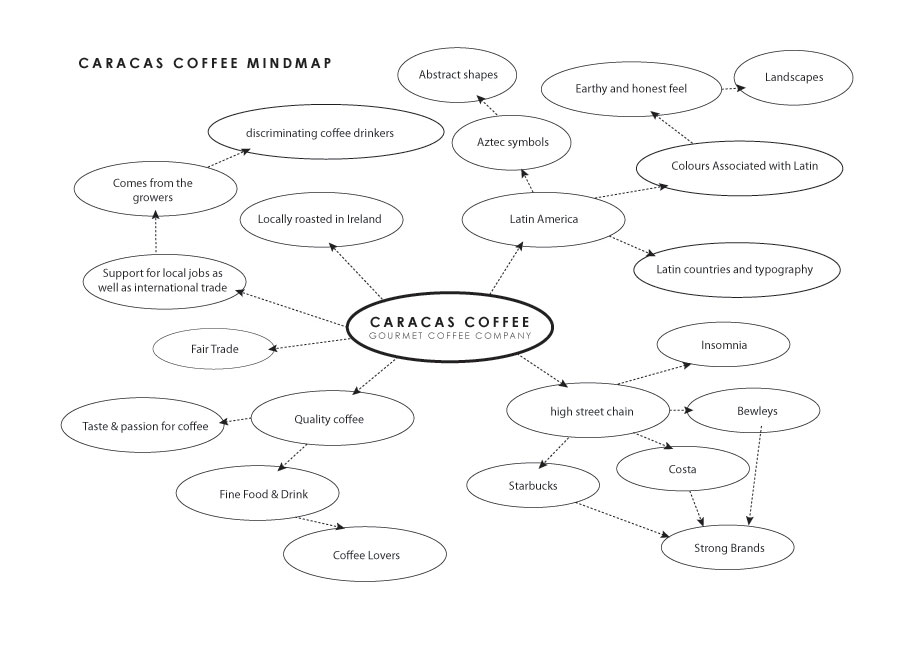 CARACAS COFFEE MINDMAP
Abstract shapes
Earthy and honest feel
Landscapes
discriminating coffee drinkers
Aztec symbols
Colours Associated with Latin
Comes from the
growers
Locally roasted in Ireland
Latin America
Latin countries and typography
Support for local jobs as
well as international trade
CARACAS COFFEE
GOURMET COFFEE COMPANY
Fair Trade
Insomnia
Quality coffee
high street chain
Bewleys
Taste & passion for coffee
Costa
Fine Food & Drink
Starbucks
Coffee Lovers
Strong Brands